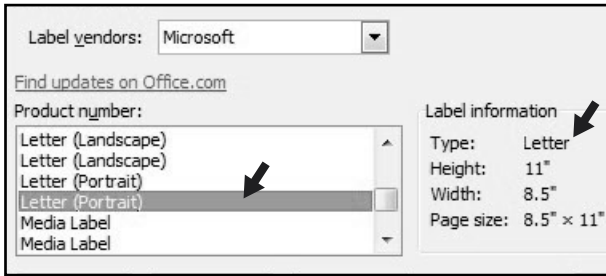 Label vendors: Microsoft
Find updates on Office.com
Product number:
Letter (Landscape)
Letter (Landscape)
Letter (Portrait)
Letter (Portrait)
Media Label
Media Label
Label information
Type: Letter
Height: 11"
Width: 8.5"
Page size: 8.5" × 11"